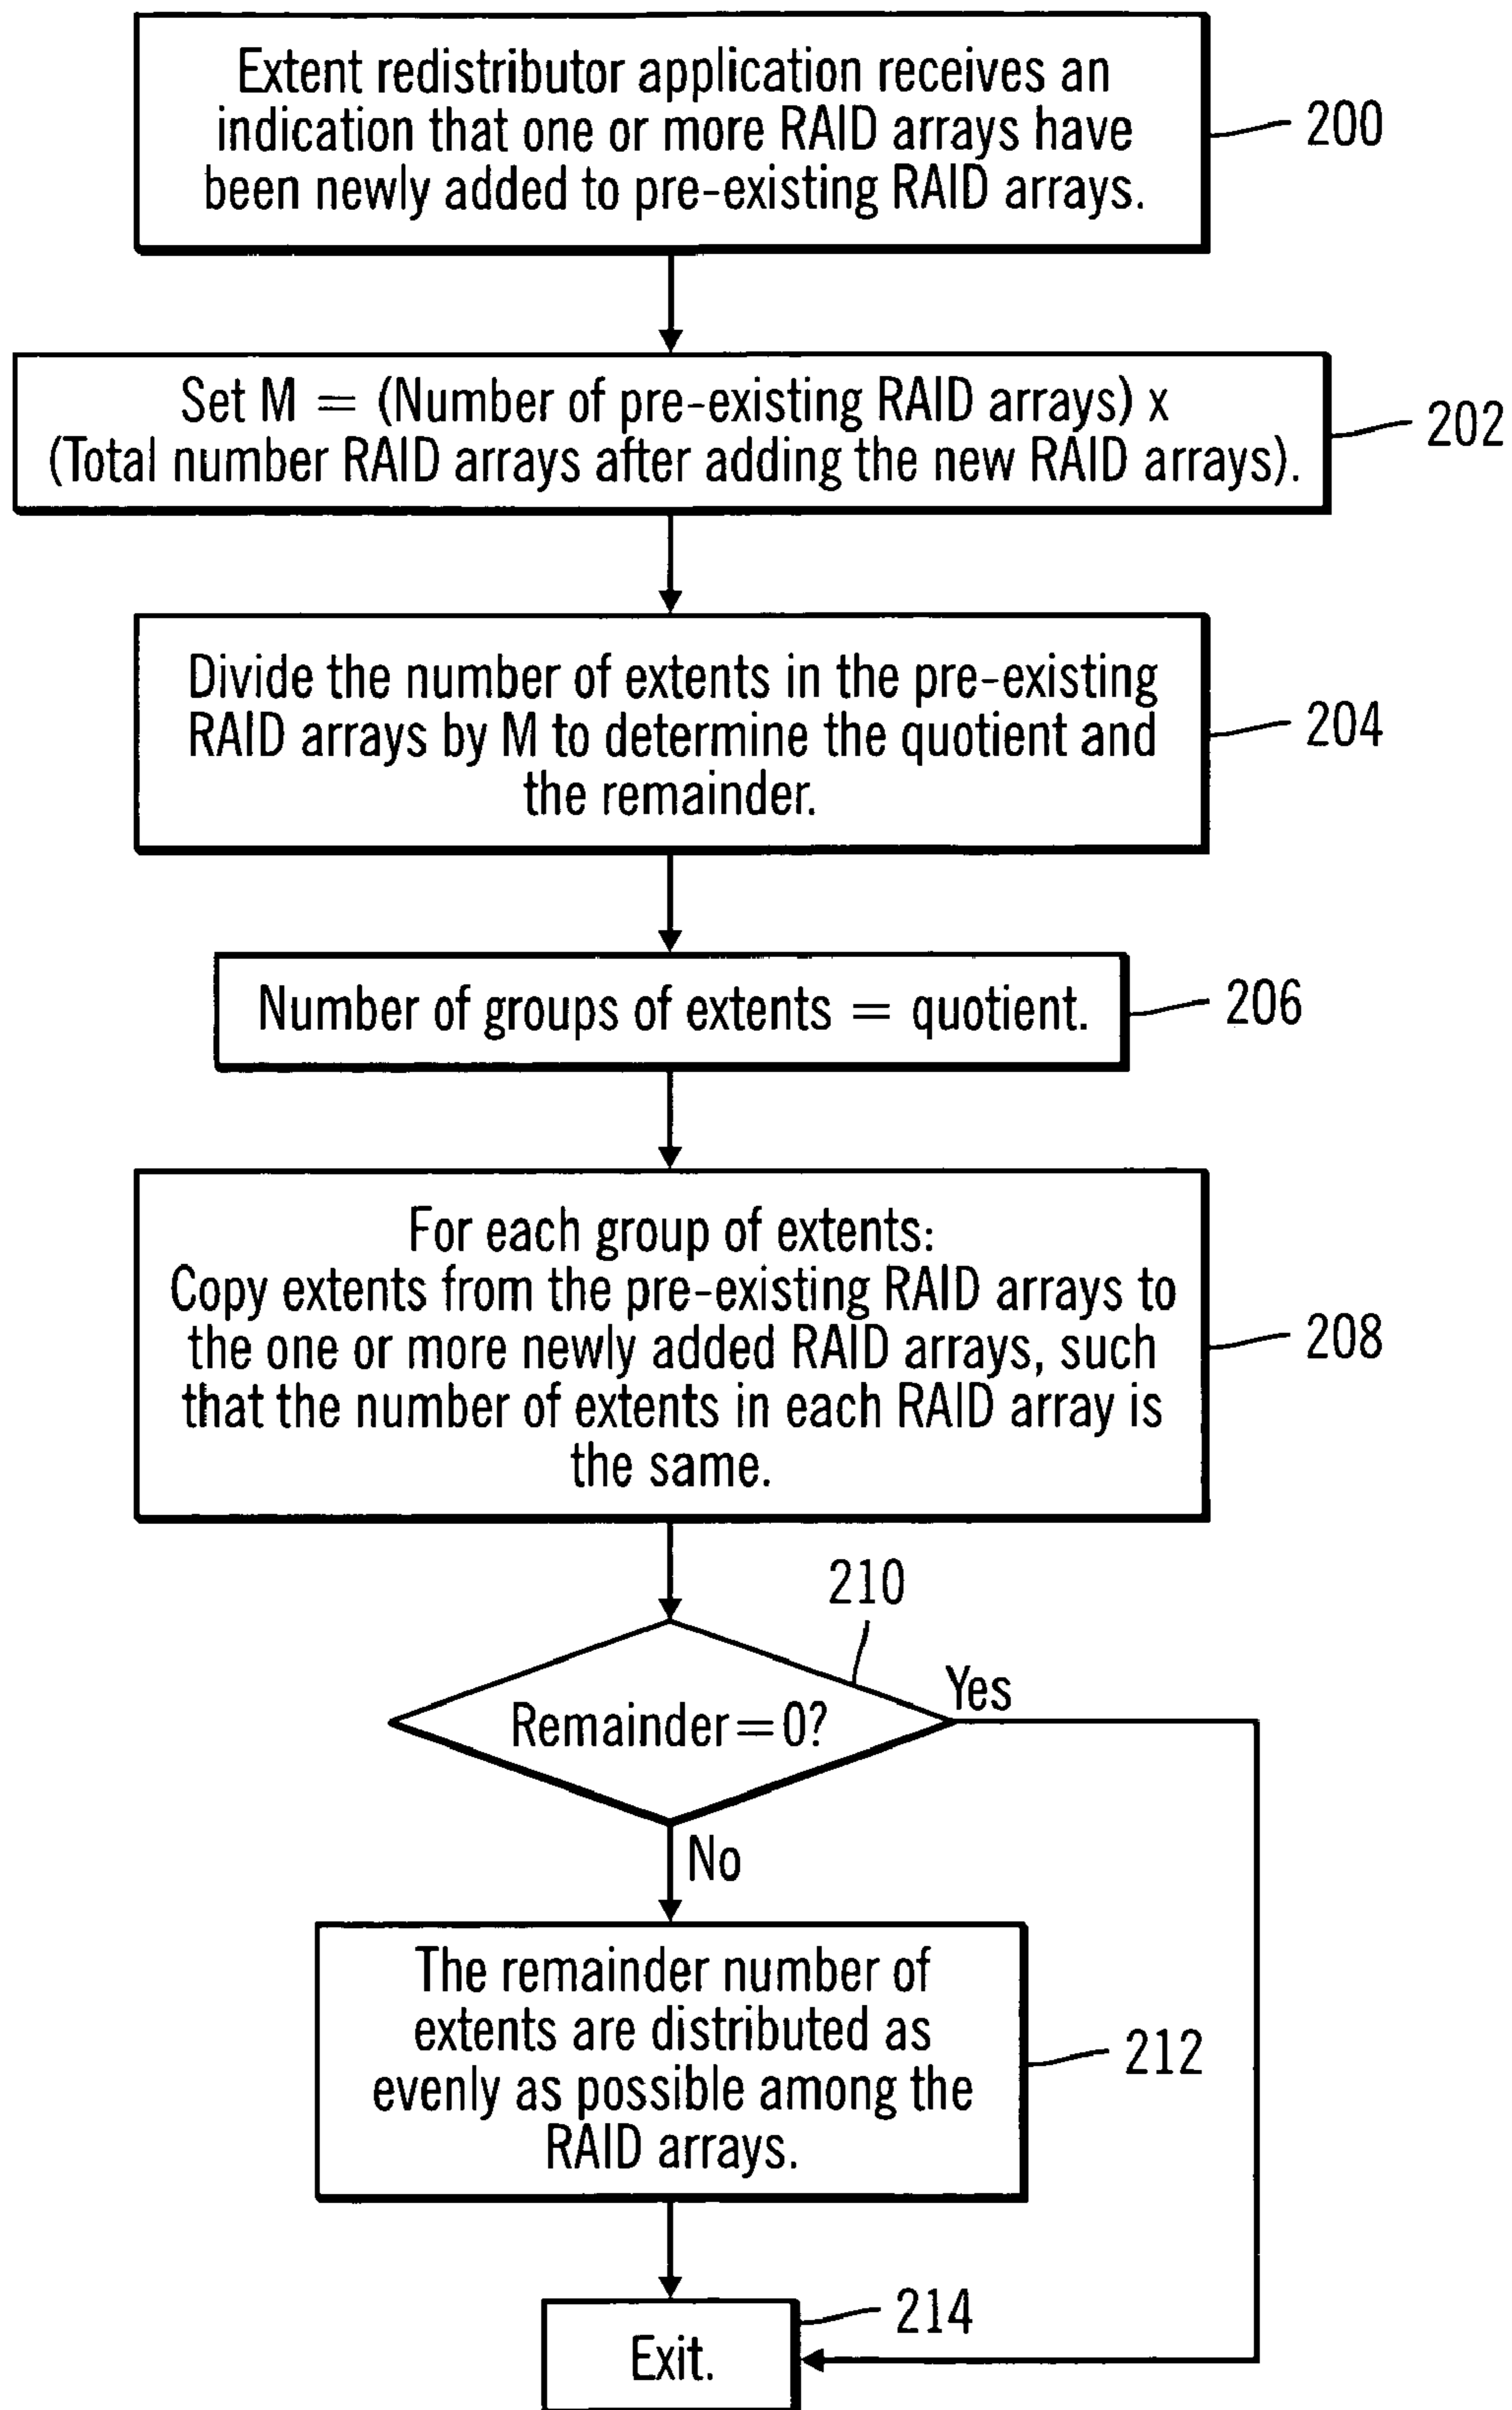 Extent redistributor application receives an
indication that one or more RAID arrays have
been newly added to pre-existing RAID arrays.
200
Set M = (Number of pre-existing RAID arrays) x
(Total number RAID arrays after adding the new RAID arrays).
202
Divide the number of extents in the pre-existing
RAID arrays by M to determine the quotient and
the remainder.
204
Number of groups of extents = quotient.
206
For each group of extents:
Copy extents from the pre-existing RAID arrays to
the one or more newly added RAID arrays, such
that the number of extents in each RAID array is
the same.
208
210
Remainder=0?
Yes
No
The remainder number of
extents are distributed as
evenly as possible among the
RAID arrays.
212
214
Exit.